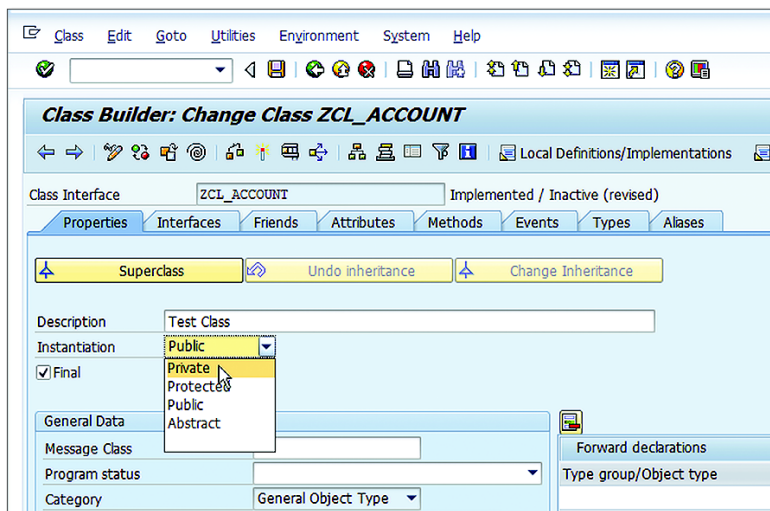 Class Edit Goto Utilities Environment System Help
Class Builder: Change Class ZCL_ACCOUNT
Local Definitions/Implementations
Class Interface ZCL_ACCOUNT Implemented / Inactive (revised)
Properties Interfaces Friends Attributes Methods Events Types Aliases
Superclass Undo inheritance Change Inheritance
Description Test Class
Instantiation Public
Final
Private
Protected
Public
Abstract
General Data
Message Class
Program status
Category General Object Type
Forward declarations
Type group/Object type